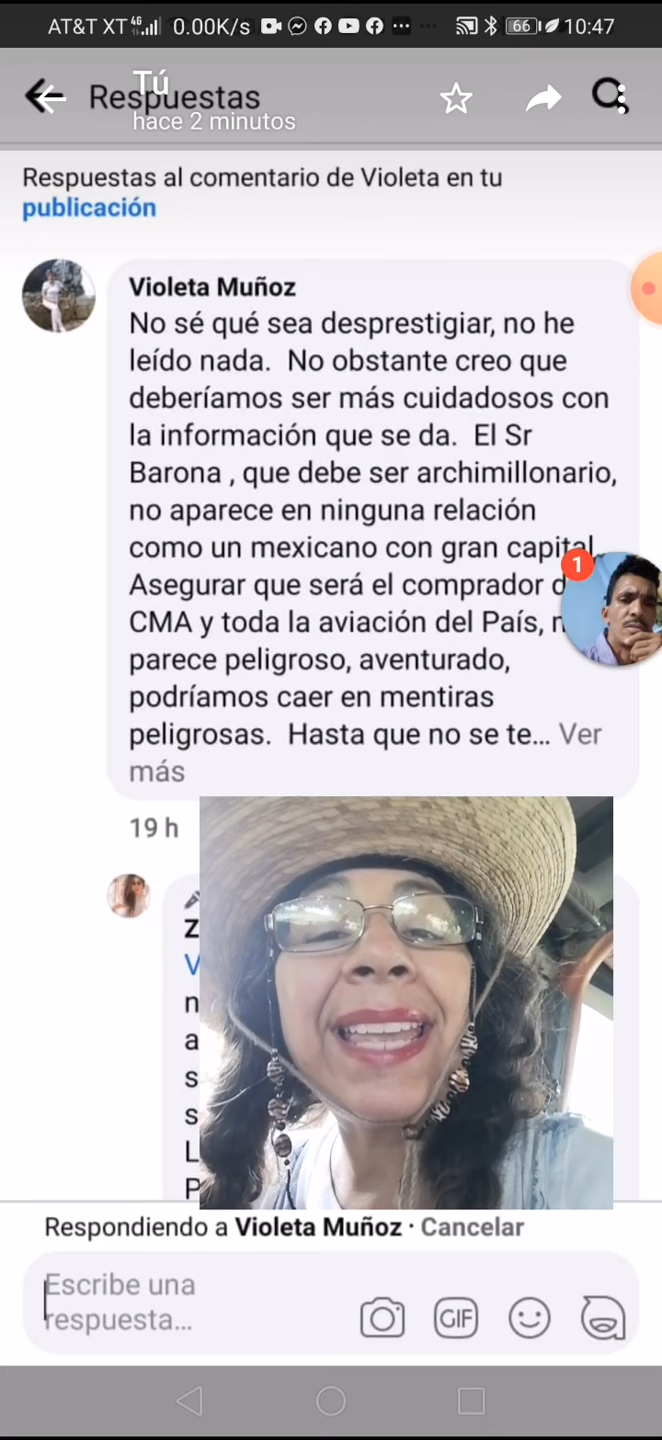 AT&T XT 4G 0.00K/s 66 10:47
Respuestas
Tú
hace 2 minutos
Respuestas al comentario de Violeta en tu
publicación
Violeta Muñoz
No sé qué sea desprestigiar, no he
leído nada. No obstante creo que
deberíamos ser más cuidadosos con
la información que se da. El Sr
Barona , que debe ser archimillonario,
no aparece en ninguna relación
como un mexicano con gran capital.
1
Asegurar que será el comprador d
CMA y toda la aviación del País, m
parece peligroso, aventurado,
podríamos caer en mentiras
peligrosas. Hasta que no se te... Ver
más
19 h
Z
V
n
a
s
s
L
P
Respondiendo a Violeta Muñoz · Cancelar
Escribe una
respuesta...
GIF